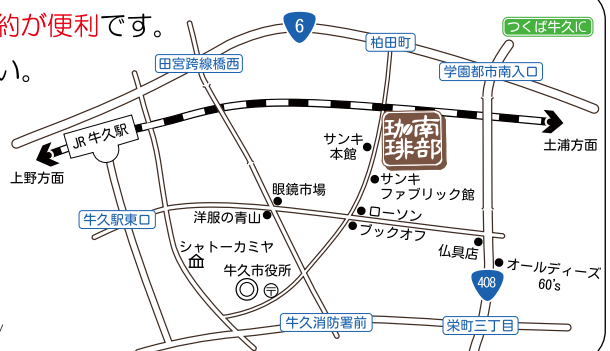 約が便利です。
い。
6
つくば牛久IC
柏田町
田宮跨線橋西
学園都市南入口
JR 牛久駅
南部
珈琲
土浦方面
上野方面
サンキ
本館
サンキ
ファブリック館
眼鏡市場
牛久駅東口
洋服の青山
ローソン
ブックオフ
シャトーカミヤ
仏具店
牛久市役所
オールディーズ
60's
408
牛久消防署前
栄町三丁目